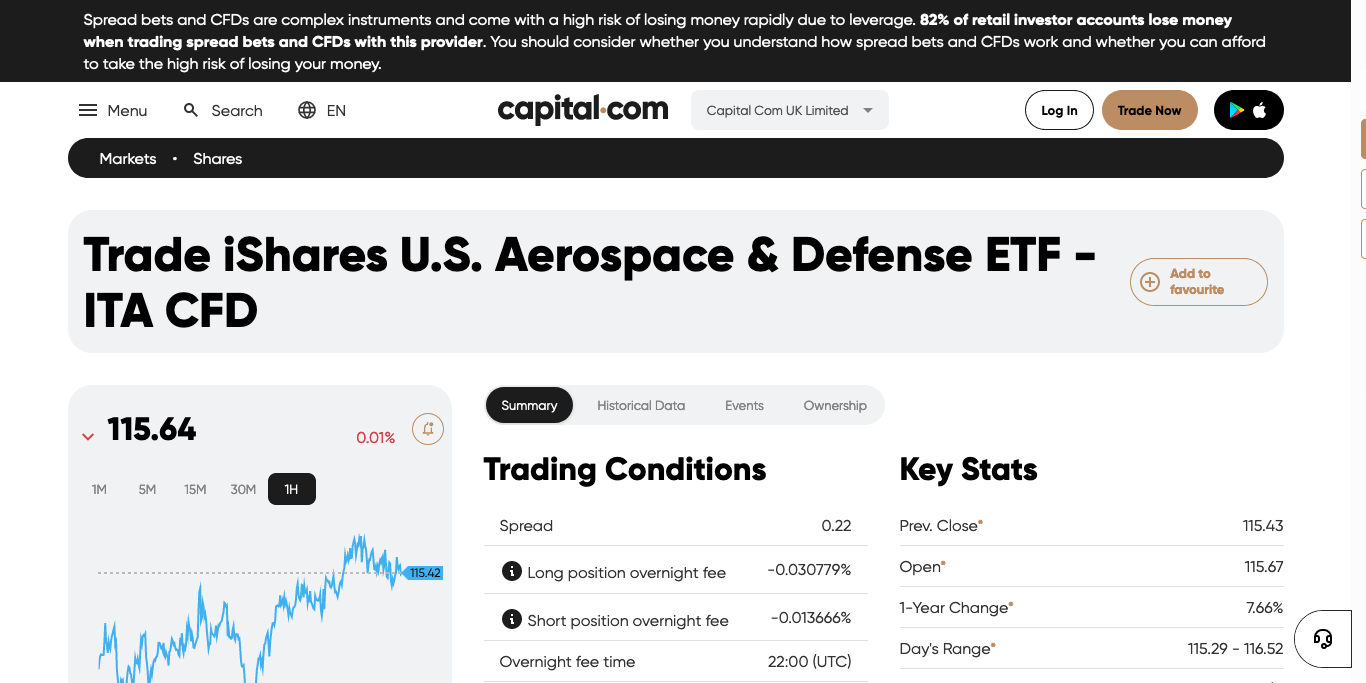 Spread bets and CFDs are complex instruments and come with a high risk of losing money rapidly due to leverage. 82% of retail investor accounts lose money
when trading spread bets and CFDs with this provider. You should consider whether you understand how spread bets and CFDs work and whether you can afford
to take the high risk of losing your money.
Menu
Search
EN
capital.com
Capital Com UK Limited
Log In
Trade Now
Markets • Shares
Trade iShares U.S. Aerospace & Defense ETF -
ITA CFD
Add to
favourite
115.64
0.01%
1M
5M
15M
30M
1H
115.42
Summary
Historical Data
Events
Ownership
Trading Conditions
Spread 0.22
Long position overnight fee -0.030779%
Short position overnight fee -0.013666%
Overnight fee time 22:00 (UTC)
Key Stats
Prev. Close* 115.43
Open* 115.67
1-Year Change* 7.66%
Day's Range* 115.29 - 116.52